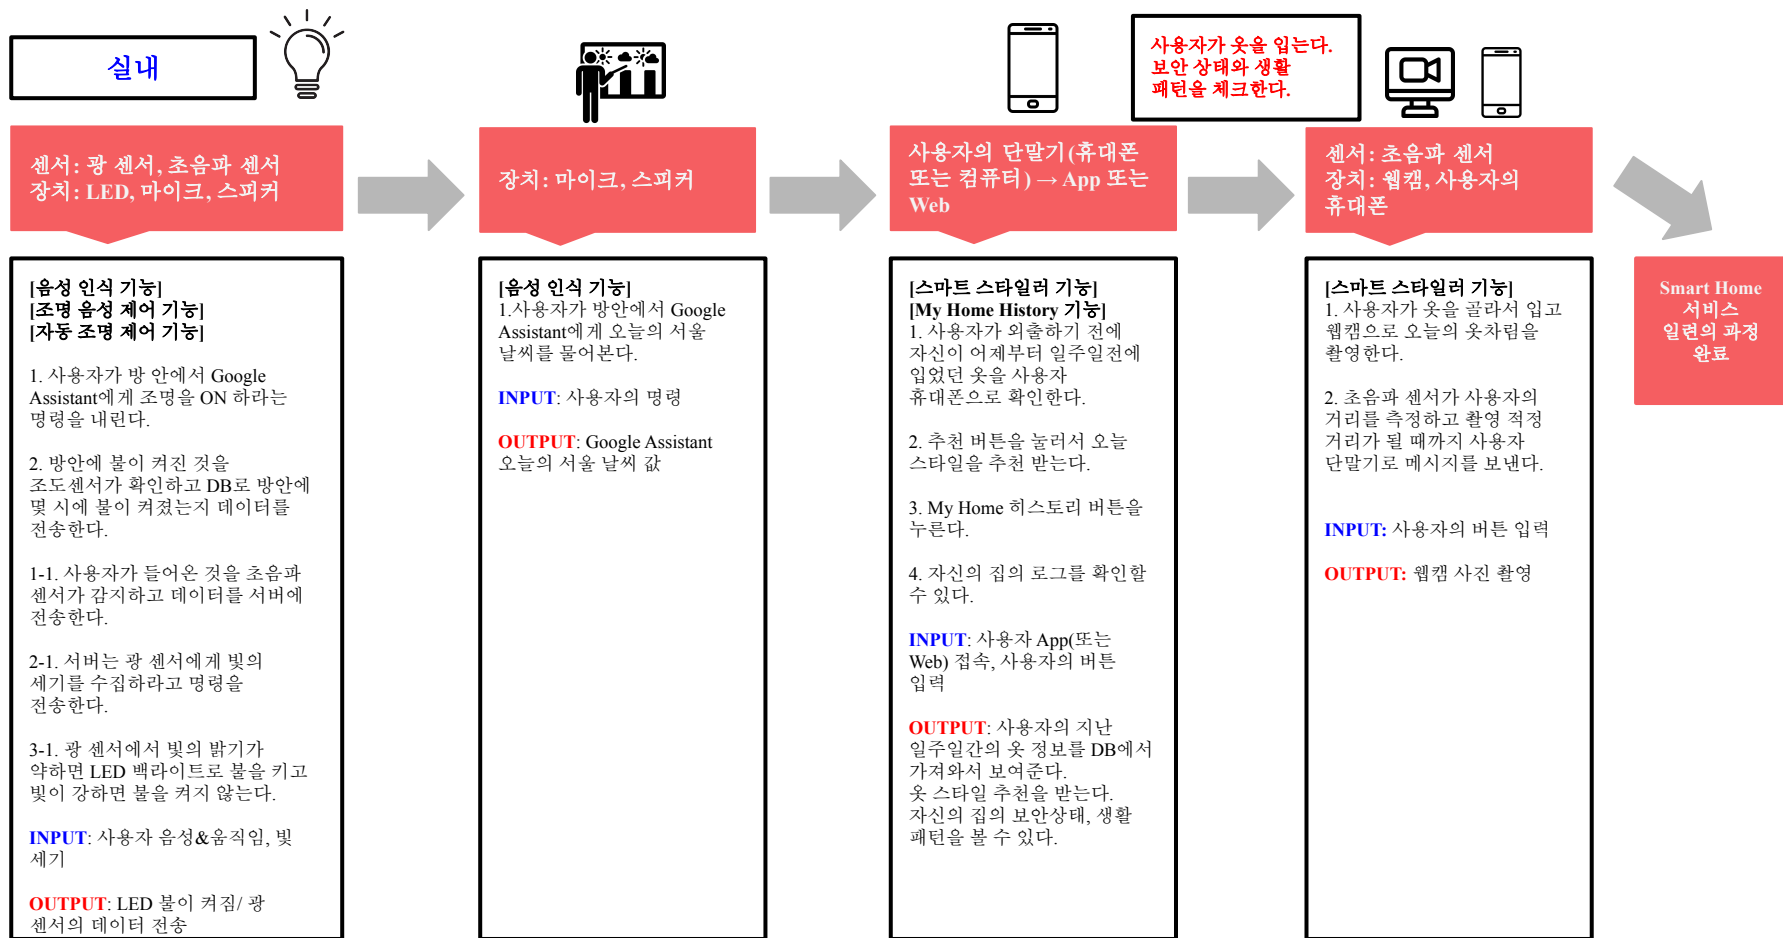 실내
사용자가 옷을 입는다.
보안 상태와 생활
패턴을 체크한다.
센서: 광 센서, 초음파 센서
장치: LED, 마이크, 스피커
[음성 인식 기능]
[조명 음성 제어 기능]
[자동 조명 제어 기능]
1. 사용자가 방 안에서 Google
Assistant에게 조명을 ON 하라는
명령을 내린다.
2. 방안에 불이 켜진 것을
조도센서가 확인하고 DB로 방안에
몇 시에 불이 켜졌는지 데이터를
전송한다.
1-1. 사용자가 들어온 것을 초음파
센서가 감지하고 데이터를 서버에
전송한다.
2-1. 서버는 광 센서에게 빛의
세기를 수집하라고 명령을
전송한다.
3-1. 광 센서에서 빛의 밝기가
약하면 LED 백라이트로 불을 키고
빛이 강하면 불을 켜지 않는다.
INPUT: 사용자 음성&움직임, 빛
세기
OUTPUT: LED 불이 켜짐/ 광
센서의 데이터 전송
장치: 마이크, 스피커
[음성 인식 기능]
1.사용자가 방안에서 Google
Assistant에게 오늘의 서울
날씨를 물어본다.
INPUT: 사용자의 명령
OUTPUT: Google Assistant
오늘의 서울 날씨 값
사용자의 단말기(휴대폰
또는 컴퓨터) → App 또는
Web
[스마트 스타일러 기능]
[My Home History 기능]
1. 사용자가 외출하기 전에
자신이 어제부터 일주일전에
입었던 옷을 사용자
휴대폰으로 확인한다.
2. 추천 버튼을 눌러서 오늘
스타일을 추천 받는다.
3. My Home 히스토리 버튼을
누른다.
4. 자신의 집의 로그를 확인할
수 있다.
INPUT: 사용자 App(또는
Web) 접속, 사용자의 버튼
입력
OUTPUT: 사용자의 지난
일주일간의 옷 정보를 DB에서
가져와서 보여준다.
옷 스타일 추천을 받는다.
자신의 집의 보안상태, 생활
패턴을 볼 수 있다.
센서: 초음파 센서
장치: 웹캠, 사용자의
휴대폰
[스마트 스타일러 기능]
1. 사용자가 옷을 골라서 입고
웹캠으로 오늘의 옷차림을
촬영한다.
2. 초음파 센서가 사용자의
거리를 측정하고 촬영 적정
거리가 될 때까지 사용자
단말기로 메시지를 보낸다.
INPUT: 사용자의 버튼 입력
OUTPUT: 웹캠 사진 촬영
Smart Home
서비스
일련의 과정
완료